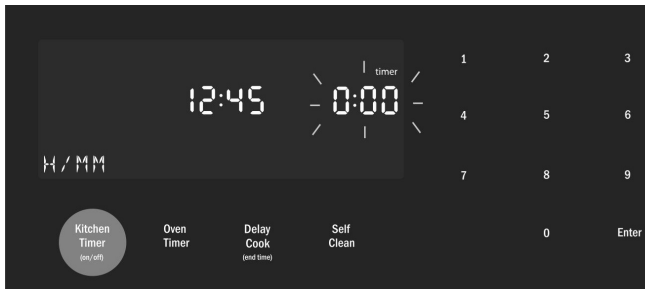 timer
12:45
0:00
H/MM
1 2 3
4 5 6
7 8 9
0 Enter
Kitchen
Timer
(on/off)
Oven
Timer
Delay
Cook
(end time)
Self
Clean